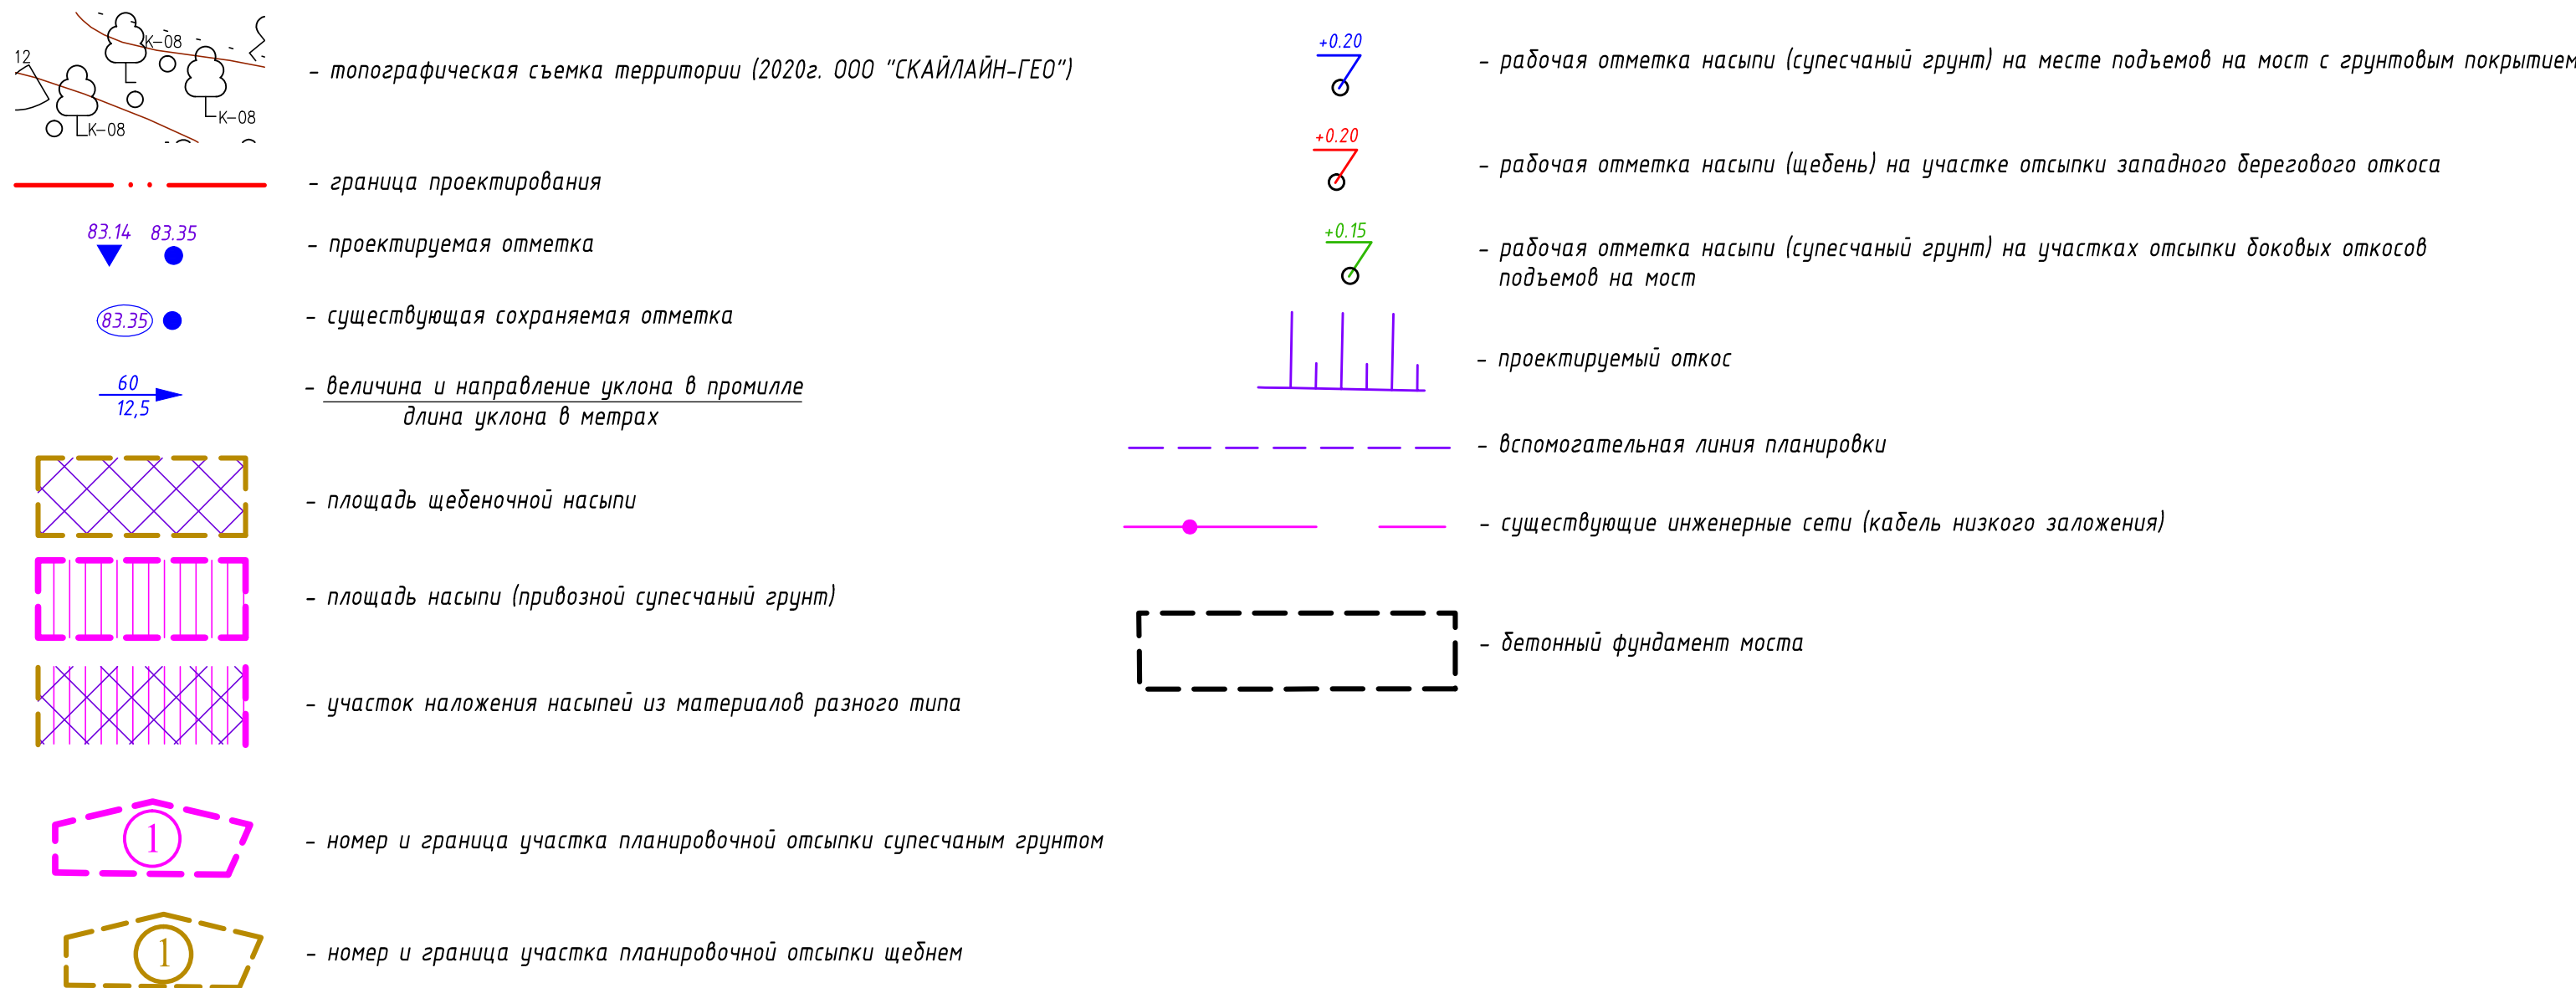 12
К-08
К-08
К-08
- топографическая съемка территории (2020г. ООО "СКАЙЛАЙН-ГЕО")
- граница проектирования
83.14 83.35
- проектируемая отметка
83.35
- существующая сохраняемая отметка
60
12,5
- величина и направление уклона в промилле
длина уклона в метрах
- площадь щебеночной насыпи
- площадь насыпи (привозной супесчаный грунт)
- участок наложения насыпей из материалов разного типа
1
- номер и граница участка планировочной отсыпки супесчаным грунтом
1
- номер и граница участка планировочной отсыпки щебнем
+0.20
- рабочая отметка насыпи (супесчаный грунт) на месте подъемов на мост с грунтовым покрытием
+0.20
- рабочая отметка насыпи (щебень) на участке отсыпки западного берегового откоса
+0.15
- рабочая отметка насыпи (супесчаный грунт) на участках отсыпки боковых откосов
подъемов на мост
- проектируемый откос
- вспомогательная линия планировки
- существующие инженерные сети (кабель низкого заложения)
- бетонный фундамент моста